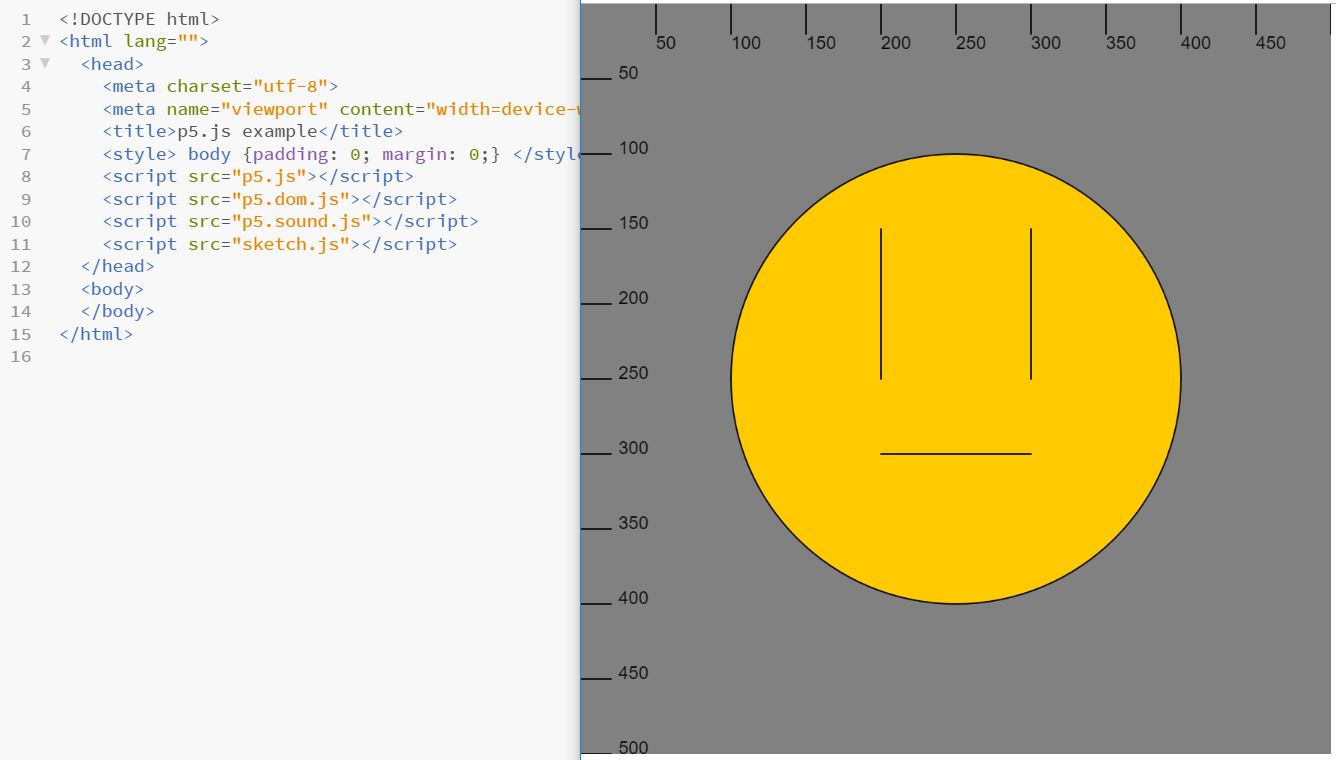 1 <!DOCTYPE html>
2 <html lang="">
3 <head>
4 <meta charset="utf-8">
5 <meta name="viewport" content="width=device-
6 <title>p5.js example</title>
7 <style> body {padding: 0; margin: 0;} </styl
8 <script src="p5.js"></script>
9 <script src="p5.dom.js"></script>
10 <script src="p5.sound.js"></script>
11 <script src="sketch.js"></script>
12 </head>
13 <body>
14 </body>
15 </html>
16
50 100 150 200 250 300 350 400 450
50
100
150
200
250
300
350
400
450
500